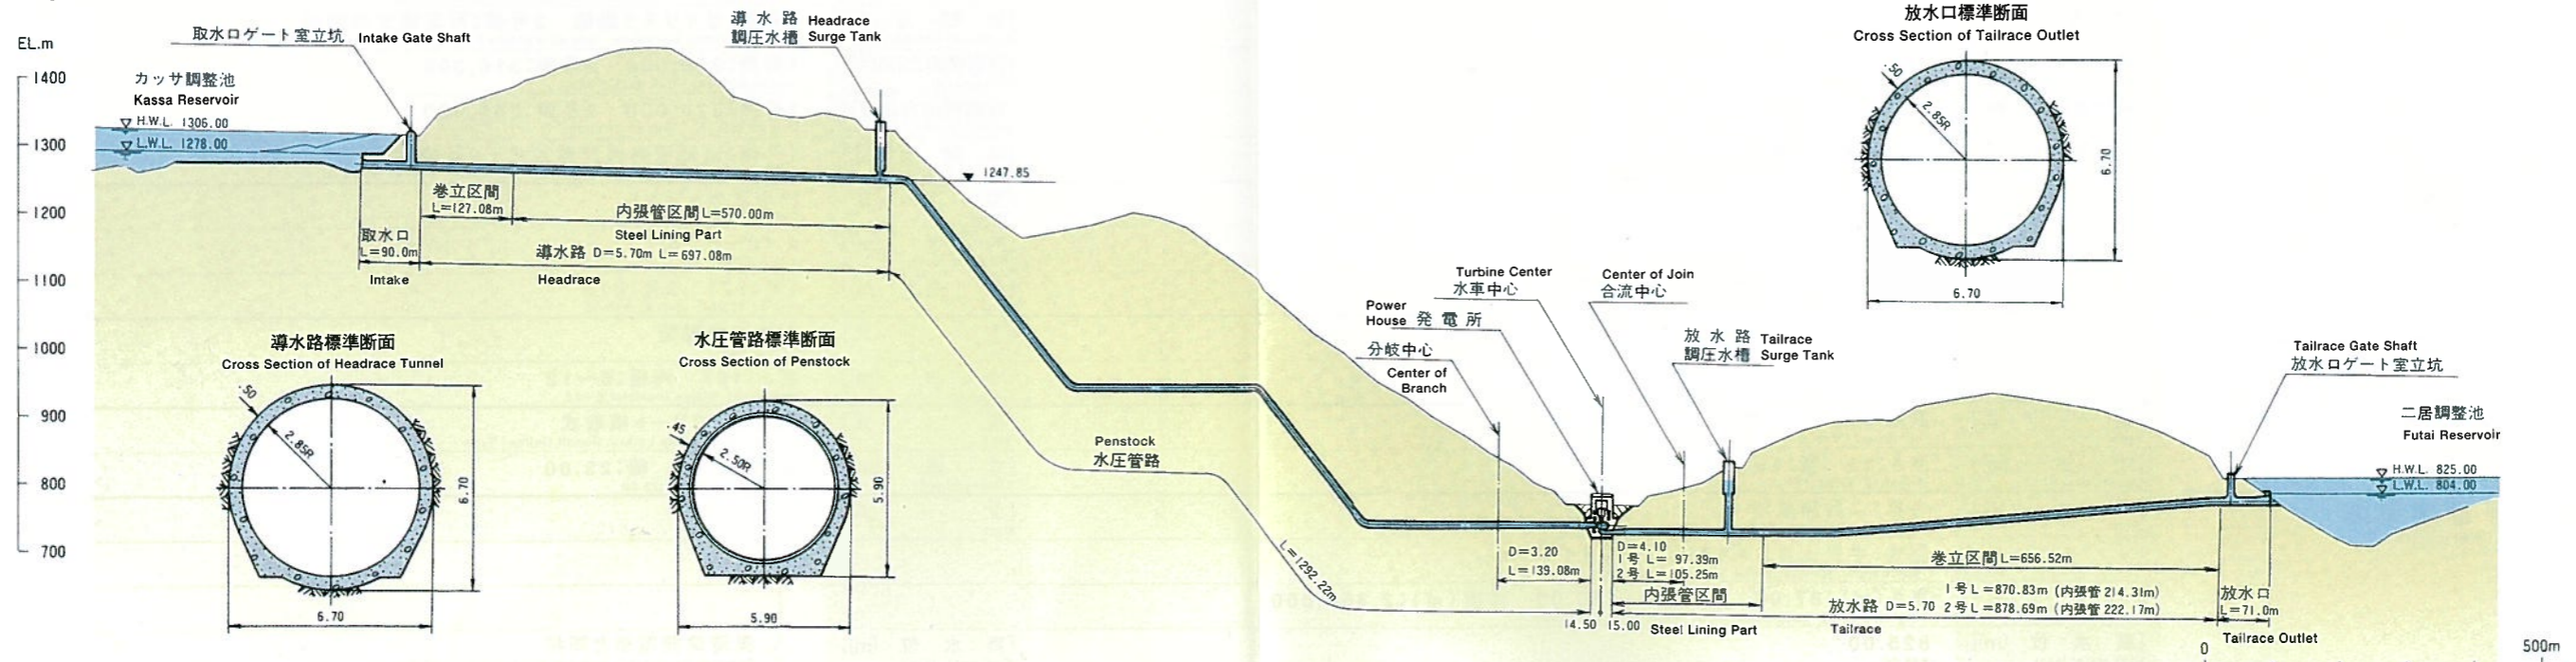 EL.m
1400
1300
1200
1100
1000
900
800
700
取水口ゲート室立坑 Intake Gate Shaft
カッサ調整池
Kassa Reservoir
H.W.L. 1306.00
L.W.L. 1278.00
導水路 Headrace
調圧水槽 Surge Tank
1247.85
巻立区間
L=127.08m
内張管区間 L=570.00m
Steel Lining Part
取水口
L=90.0m
Intake
導水路 D=5.70m L=697.08m
Headrace
導水路標準断面
Cross Section of Headrace Tunnel
.50
2.85R
6.70
6.70
水圧管路標準断面
Cross Section of Penstock
.45
2.50R
5.90
5.90
Penstock
水圧管路
L=1292.22m
放水口標準断面
Cross Section of Tailrace Outlet
.50
2.85R
6.70
6.70
Turbine Center
水車中心
Center of Join
合流中心
Power
House 発電所
分岐中心
Center of
Branch
放水路 Tailrace
調圧水槽 Surge Tank
Tailrace Gate Shaft
放水口ゲート室立坑
二居調整池
Futai Reservoir
H.W.L. 825.00
L.W.L. 804.00
D=3.20
L=139.08m
D=4.10
1号 L= 97.39m
2号 L=105.25m
内張管区間
14.50 15.00
Steel Lining Part
巻立区間 L=656.52m
1号 L=870.83m (内張管 214.31m)
放水路 D=5.70 2号 L=878.69m (内張管 222.17m)
Tailrace
放水口
L=71.0m
Tailrace Outlet
0 500m